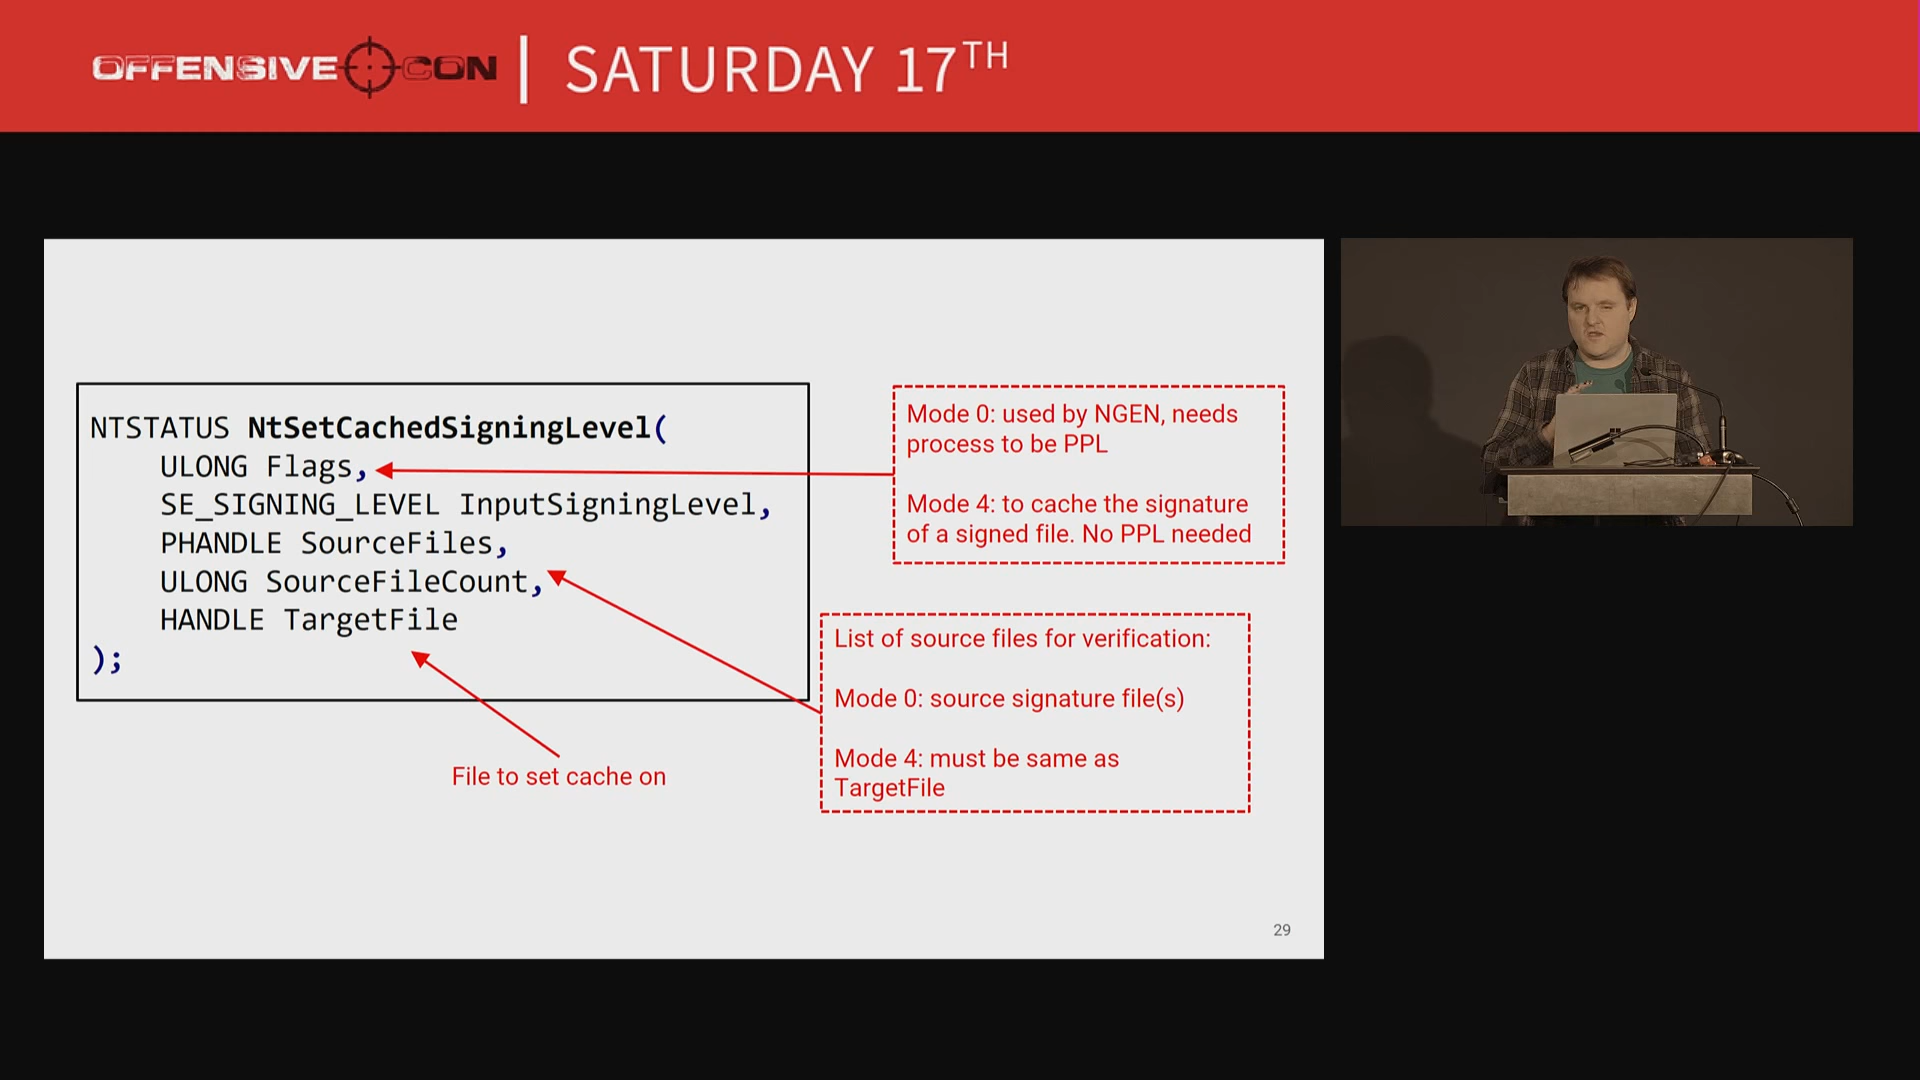 OFFENSIVE CON | SATURDAY 17TH
NTSTATUS NtSetCachedSigningLevel(
ULONG Flags,
SE_SIGNING_LEVEL InputSigningLevel,
PHANDLE SourceFiles,
ULONG SourceFileCount,
HANDLE TargetFile
);
Mode 0: used by NGEN, needs
process to be PPL
Mode 4: to cache the signature
of a signed file. No PPL needed
List of source files for verification:
Mode 0: source signature file(s)
Mode 4: must be same as
TargetFile
File to set cache on
29